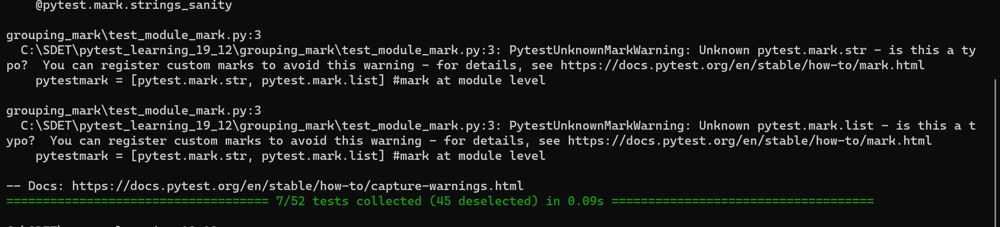 @pytest.mark.strings_sanity
grouping_mark\test_module_mark.py:3
C:\SDET\pytest_learning_19_12\grouping_mark\test_module_mark.py:3: PytestUnknownMarkWarning: Unknown pytest.mark.str - is this a ty
po?  You can register custom marks to avoid this warning - for details, see https://docs.pytest.org/en/stable/how-to/mark.html
pytestmark = [pytest.mark.str, pytest.mark.list] #mark at module level
grouping_mark\test_module_mark.py:3
C:\SDET\pytest_learning_19_12\grouping_mark\test_module_mark.py:3: PytestUnknownMarkWarning: Unknown pytest.mark.list - is this a t
ypo?  You can register custom marks to avoid this warning - for details, see https://docs.pytest.org/en/stable/how-to/mark.html
pytestmark = [pytest.mark.str, pytest.mark.list] #mark at module level
-- Docs: https://docs.pytest.org/en/stable/how-to/capture-warnings.html
==================================== 7/52 tests collected (45 deselected) in 0.09s ====================================